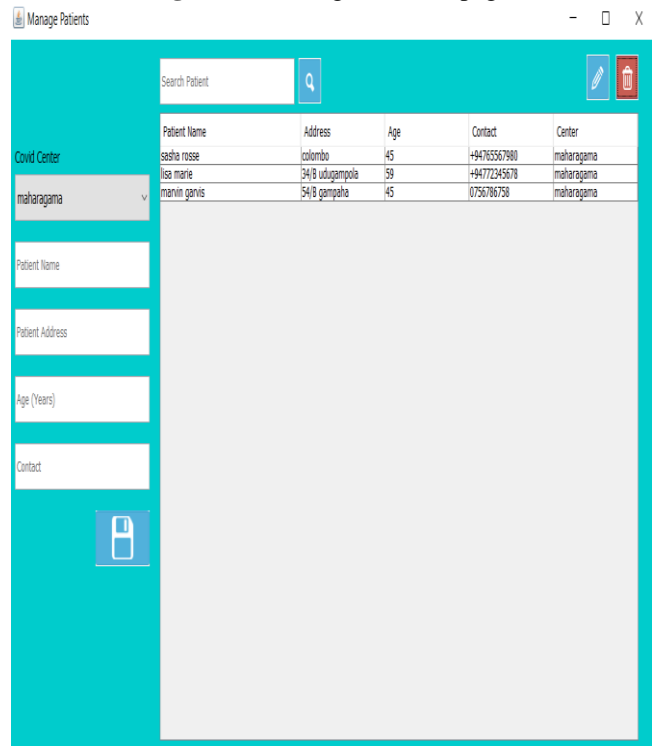 Manage Patients
Search Patient
Patient Name Address Age Contact Center
sasha rosse colombo 45 +94765567980 maharagama
lisa marie 34/B udugampola 59 +94772345678 maharagama
marvin garvis 54/B gampaha 45 0756786758 maharagama
Covid Center
maharagama
Patient Name
Patient Address
Age (Years)
Contact